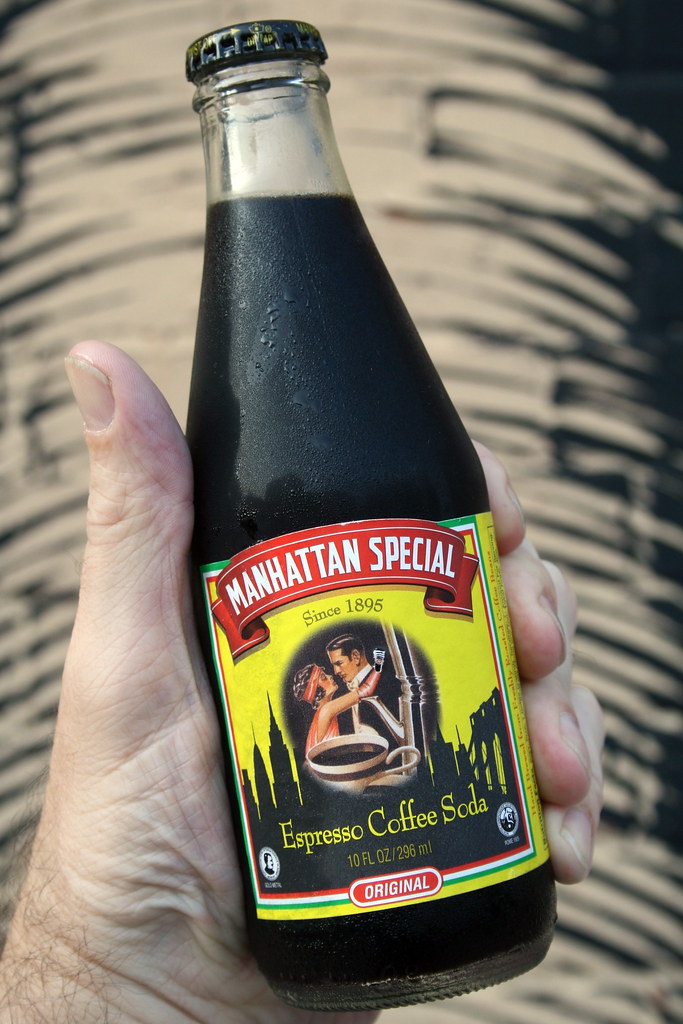 MANHATTAN SPECIAL
Since 1895
Espresso Coffee Soda
10 FL OZ/296 ml
ORIGINAL